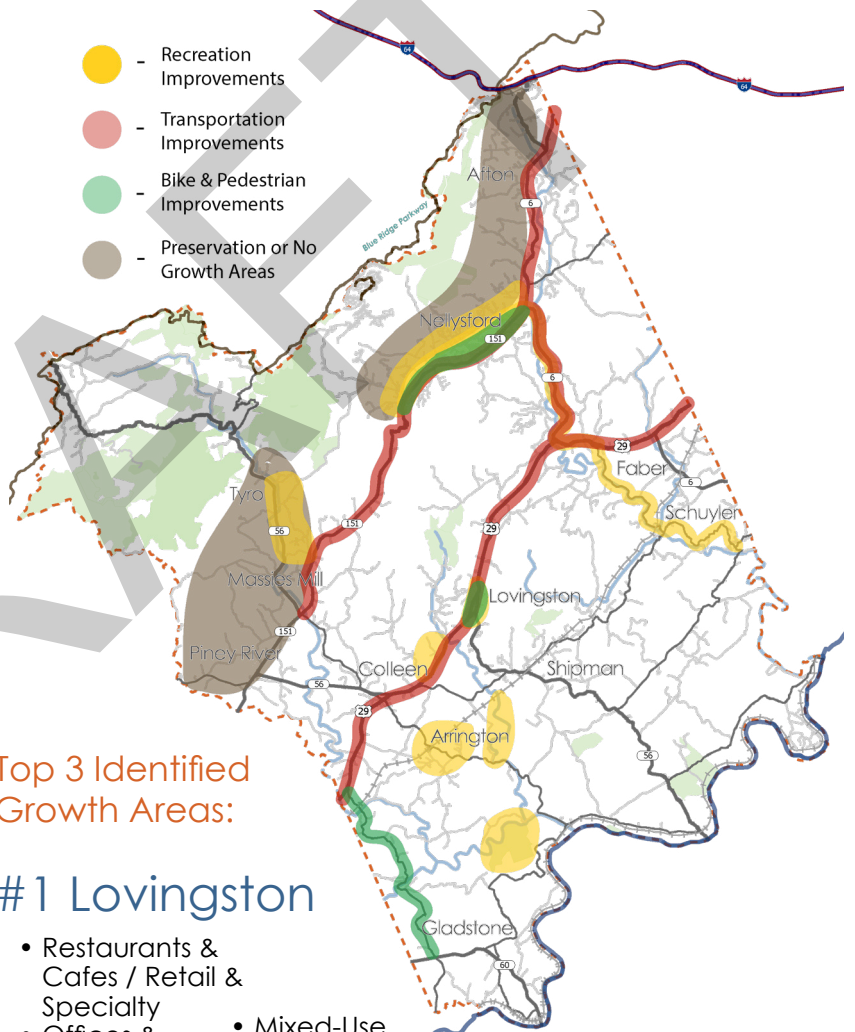 64
- Recreation
Improvements
64
- Transportation
Improvements
- Bike & Pedestrian
Improvements
Afton
6
Blue Ridge Parkway
- Preservation or No
Growth Areas
Nellysford
151
6
29
Faber
6
Tyro
Schuyler
56
151
29
Massies Mill
Lovingston
151
Piney River
Colleen
Shipman
56
29
Arrington
56
Top 3 Identified
Growth Areas:
#1 Lovingston
Gladstone
• Restaurants &
Cafes / Retail &
Specialty
60
• Offices &
• Mixed-Use